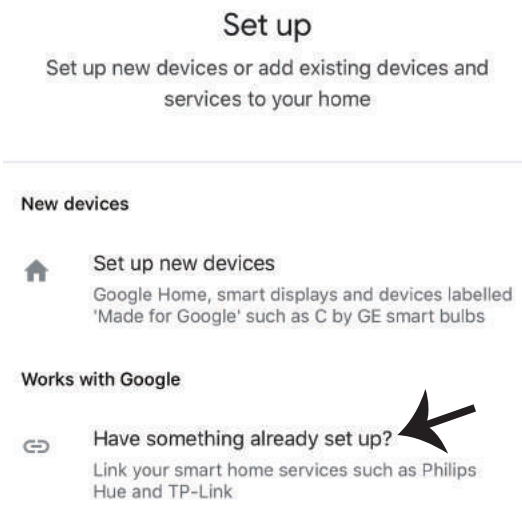 Set up
Set up new devices or add existing devices and
services to your home
New devices
Set up new devices
Google Home, smart displays and devices labelled
'Made for Google' such as C by GE smart bulbs
Works with Google
Have something already set up?
Link your smart home services such as Philips
Hue and TP-Link